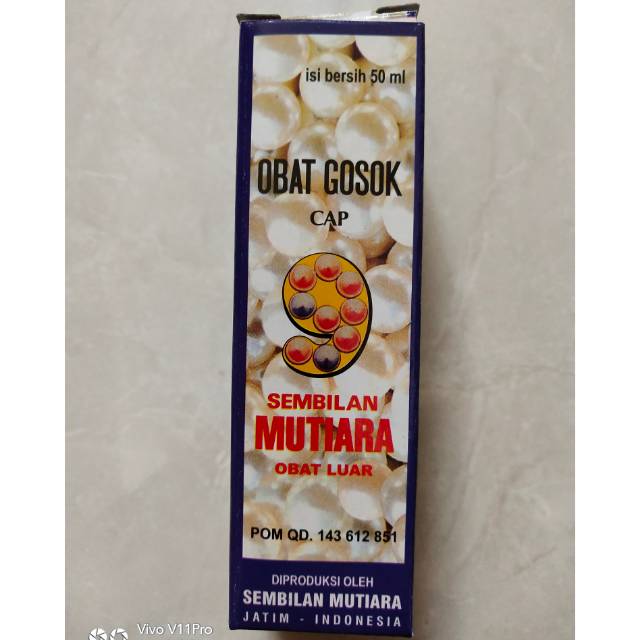 isi bersih 50 ml
OBAT GOSOK
CAP
9
SEMBILAN
MUTIARA
OBAT LUAR
POM QD. 143 612 851
DIPRODUKSI OLEH
SEMBILAN MUTIARA
JATIM - INDONESIA
Vivo V11Pro